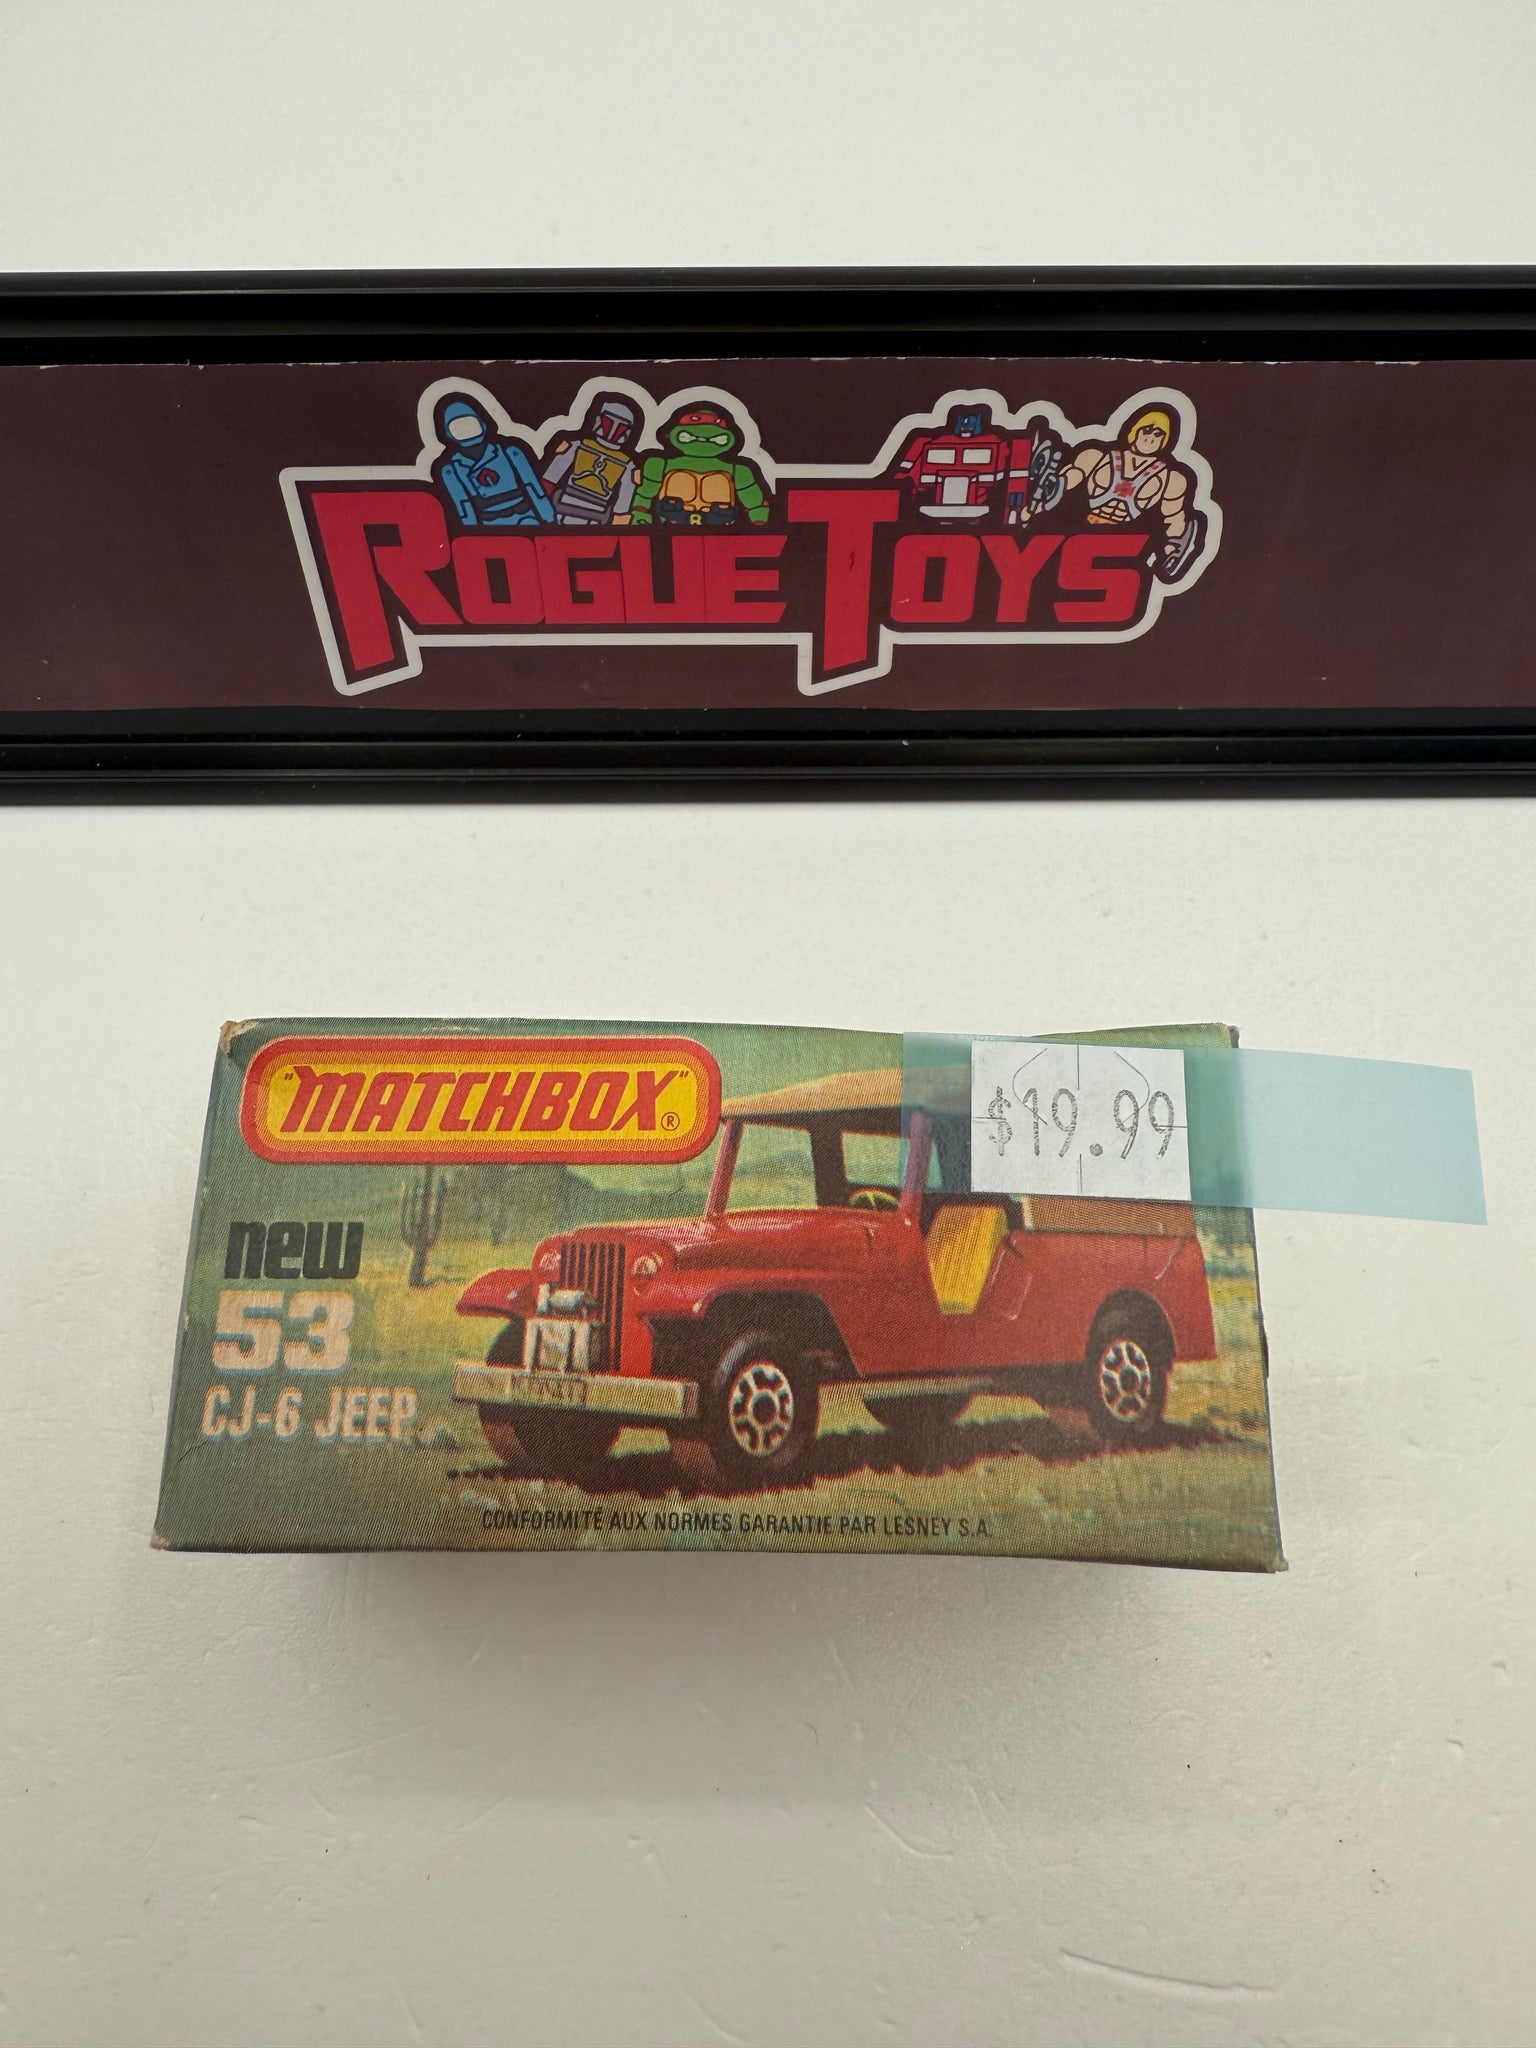 ROGUE TOYS
"MATCHBOX"®
$19.99
new
53
CJ-6 JEEP
CONFORMITÉ AUX NORMES GARANTIE PAR LESNEY S.A.